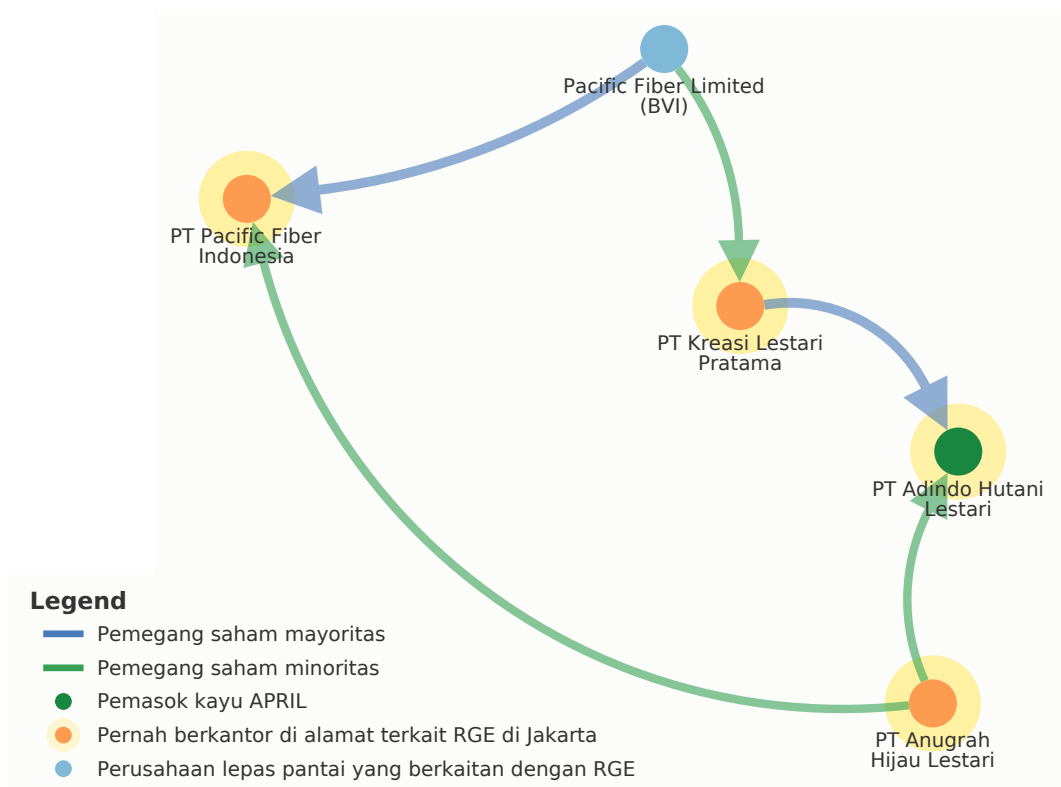 Pacific Fiber Limited
(BVI)
PT Pacific Fiber
Indonesia
PT Kreasi Lestari
Pratama
PT Adindo Hutani
Lestari
PT Anugrah
Hijau Lestari
Legend
Pemegang saham mayoritas
Pemegang saham minoritas
Pemasok kayu APRIL
Pernah berkantor di alamat terkait RGE di Jakarta
Perusahaan lepas pantai yang berkaitan dengan RGE